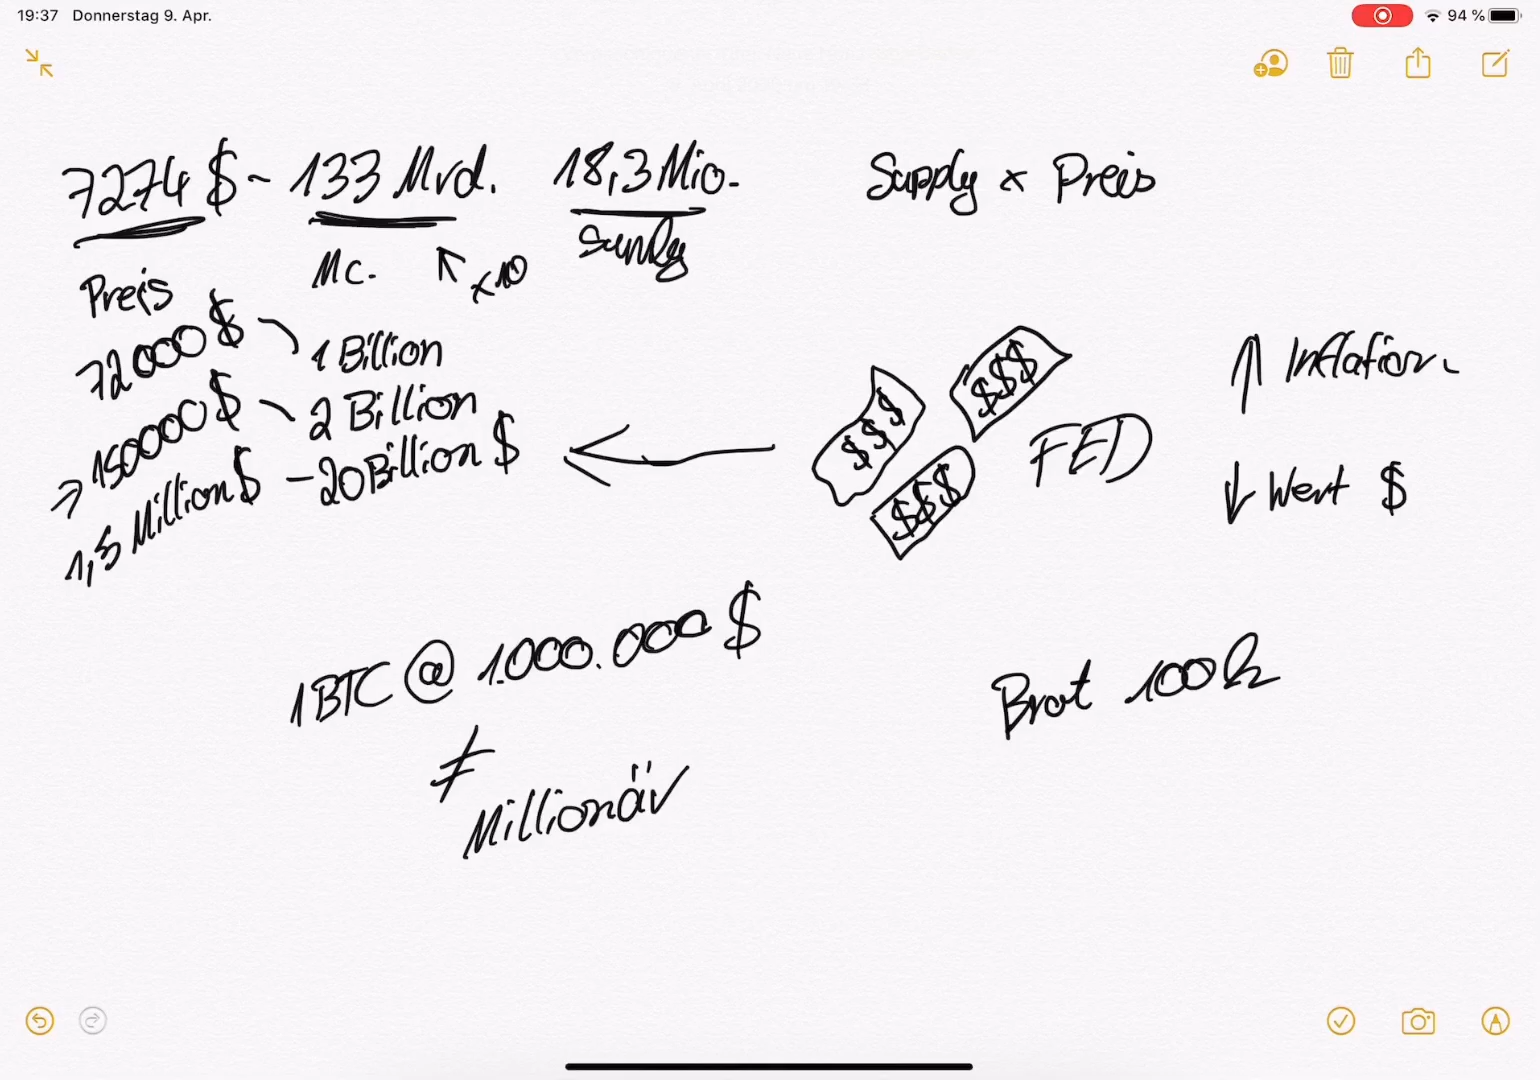 19:37 Donnerstag 9. Apr.
94 %
7274 $ ~ 133 Mrd. 18,3 Mio.
Supply x Preis
Preis
Mc.
x10
Supply
72000 $ 1 Billion
150000 $ 2 Billion
1,5 Million $ – 20 Billion $
$$$
$$$
$$$
FED
↑ Inflation
↓ Wert $
1 BTC @ 1.000.000 $
≠
Millionär
Brot 100k